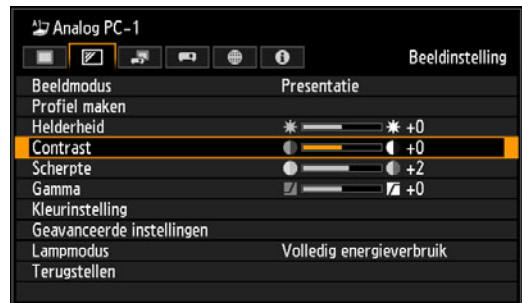 Analog PC-1
Beeldinstelling
Beeldmodus Presentatie
Profiel maken
Helderheid +0
Contrast +0
Scherpte +2
Gamma +0
Kleurinstelling
Geavanceerde instellingen
Lampmodus Volledig energieverbruik
Terugstellen